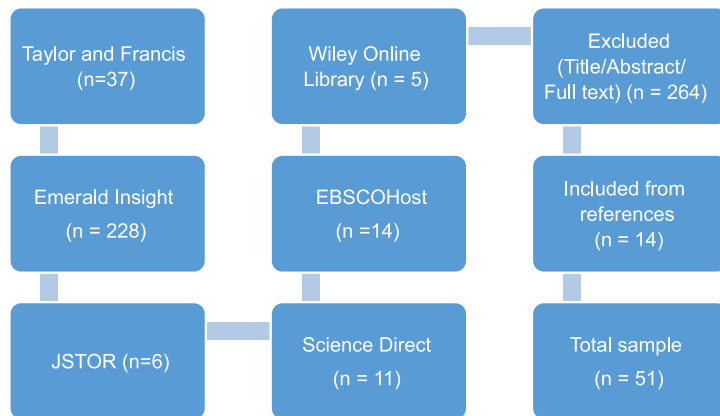 Taylor and Francis
(n=37)
Emerald Insight
(n = 228)
JSTOR (n=6)
Science Direct
(n = 11)
EBSCOHost
(n =14)
Wiley Online
Library (n = 5)
Excluded
(Title/Abstract/
Full text) (n = 264)
Included from
references
(n = 14)
Total sample
(n = 51)